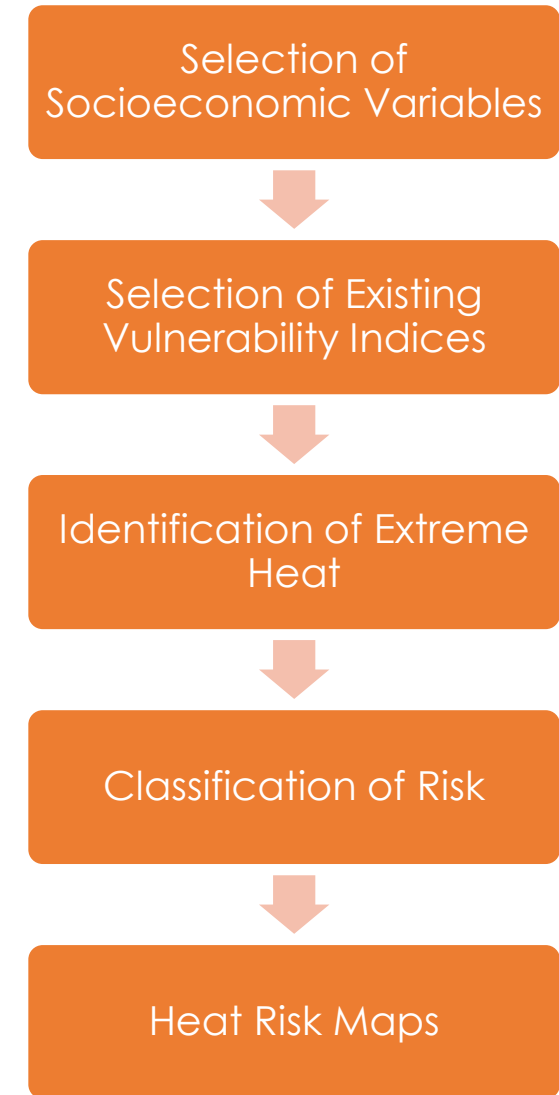 Selection of
Socioeconomic Variables
Selection of Existing
Vulnerability Indices
Identification of Extreme
Heat
Classification of Risk
Heat Risk Maps